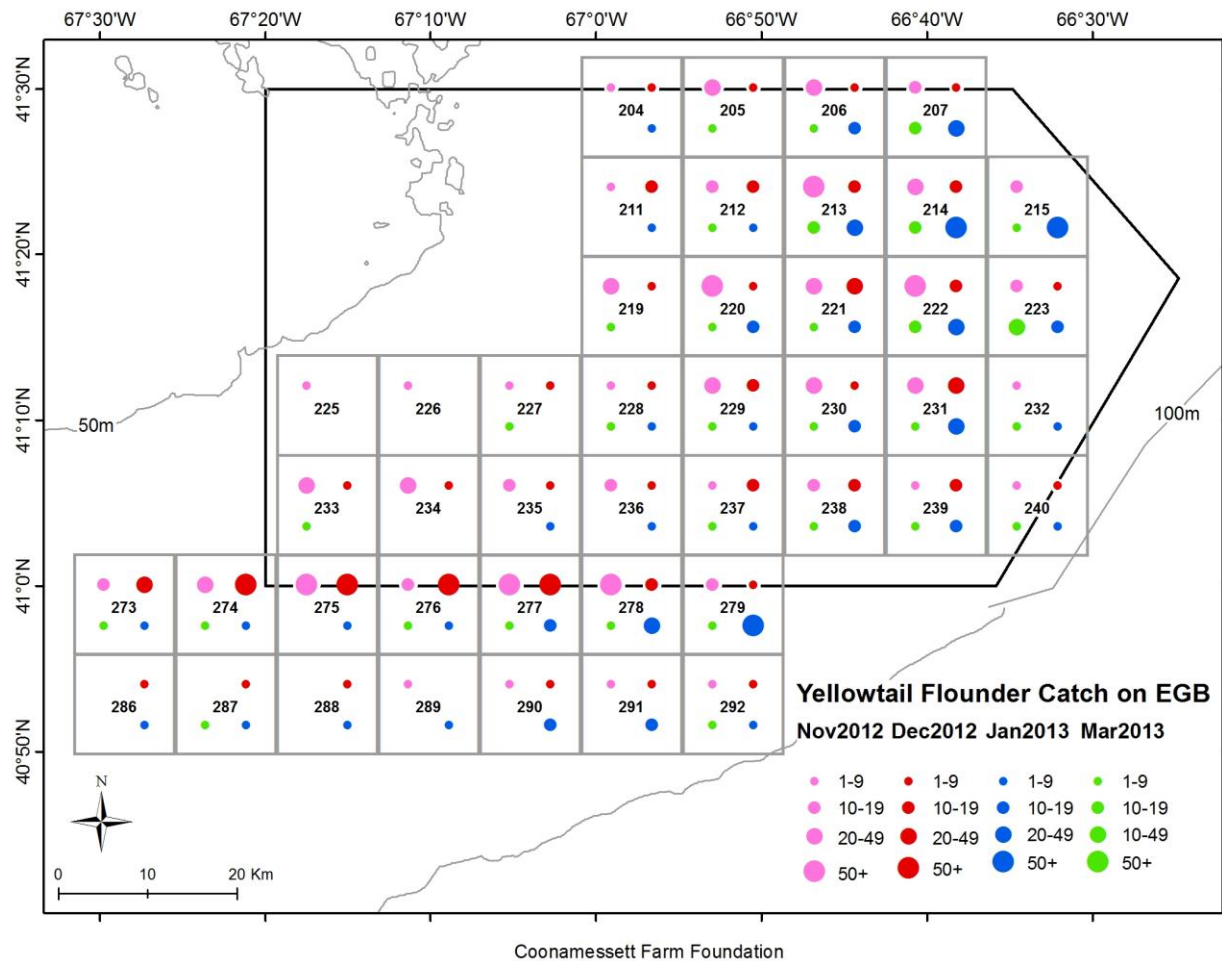 67°30'W 67°20'W 67°10'W 67°0'W 66°50'W 66°40'W 66°30'W
41°30'N
204 205 206 207
211 212 213 214 215
41°20'N
219 220 221 222 223
41°10'N
50m
225 226 227 228 229 230 231 232
100m
233 234 235 236 237 238 239 240
41°0'N
273 274 275 276 277 278 279
286 287 288 289 290 291 292
40°50'N
Yellowtail Flounder Catch on EGB
Nov2012 Dec2012 Jan2013 Mar2013
1-9 1-9 1-9 1-9
10-19 10-19 10-19 10-19
20-49 20-49 20-49 10-49
50+ 50+ 50+ 50+
N
0 10 20 Km
Coonamessett Farm Foundation